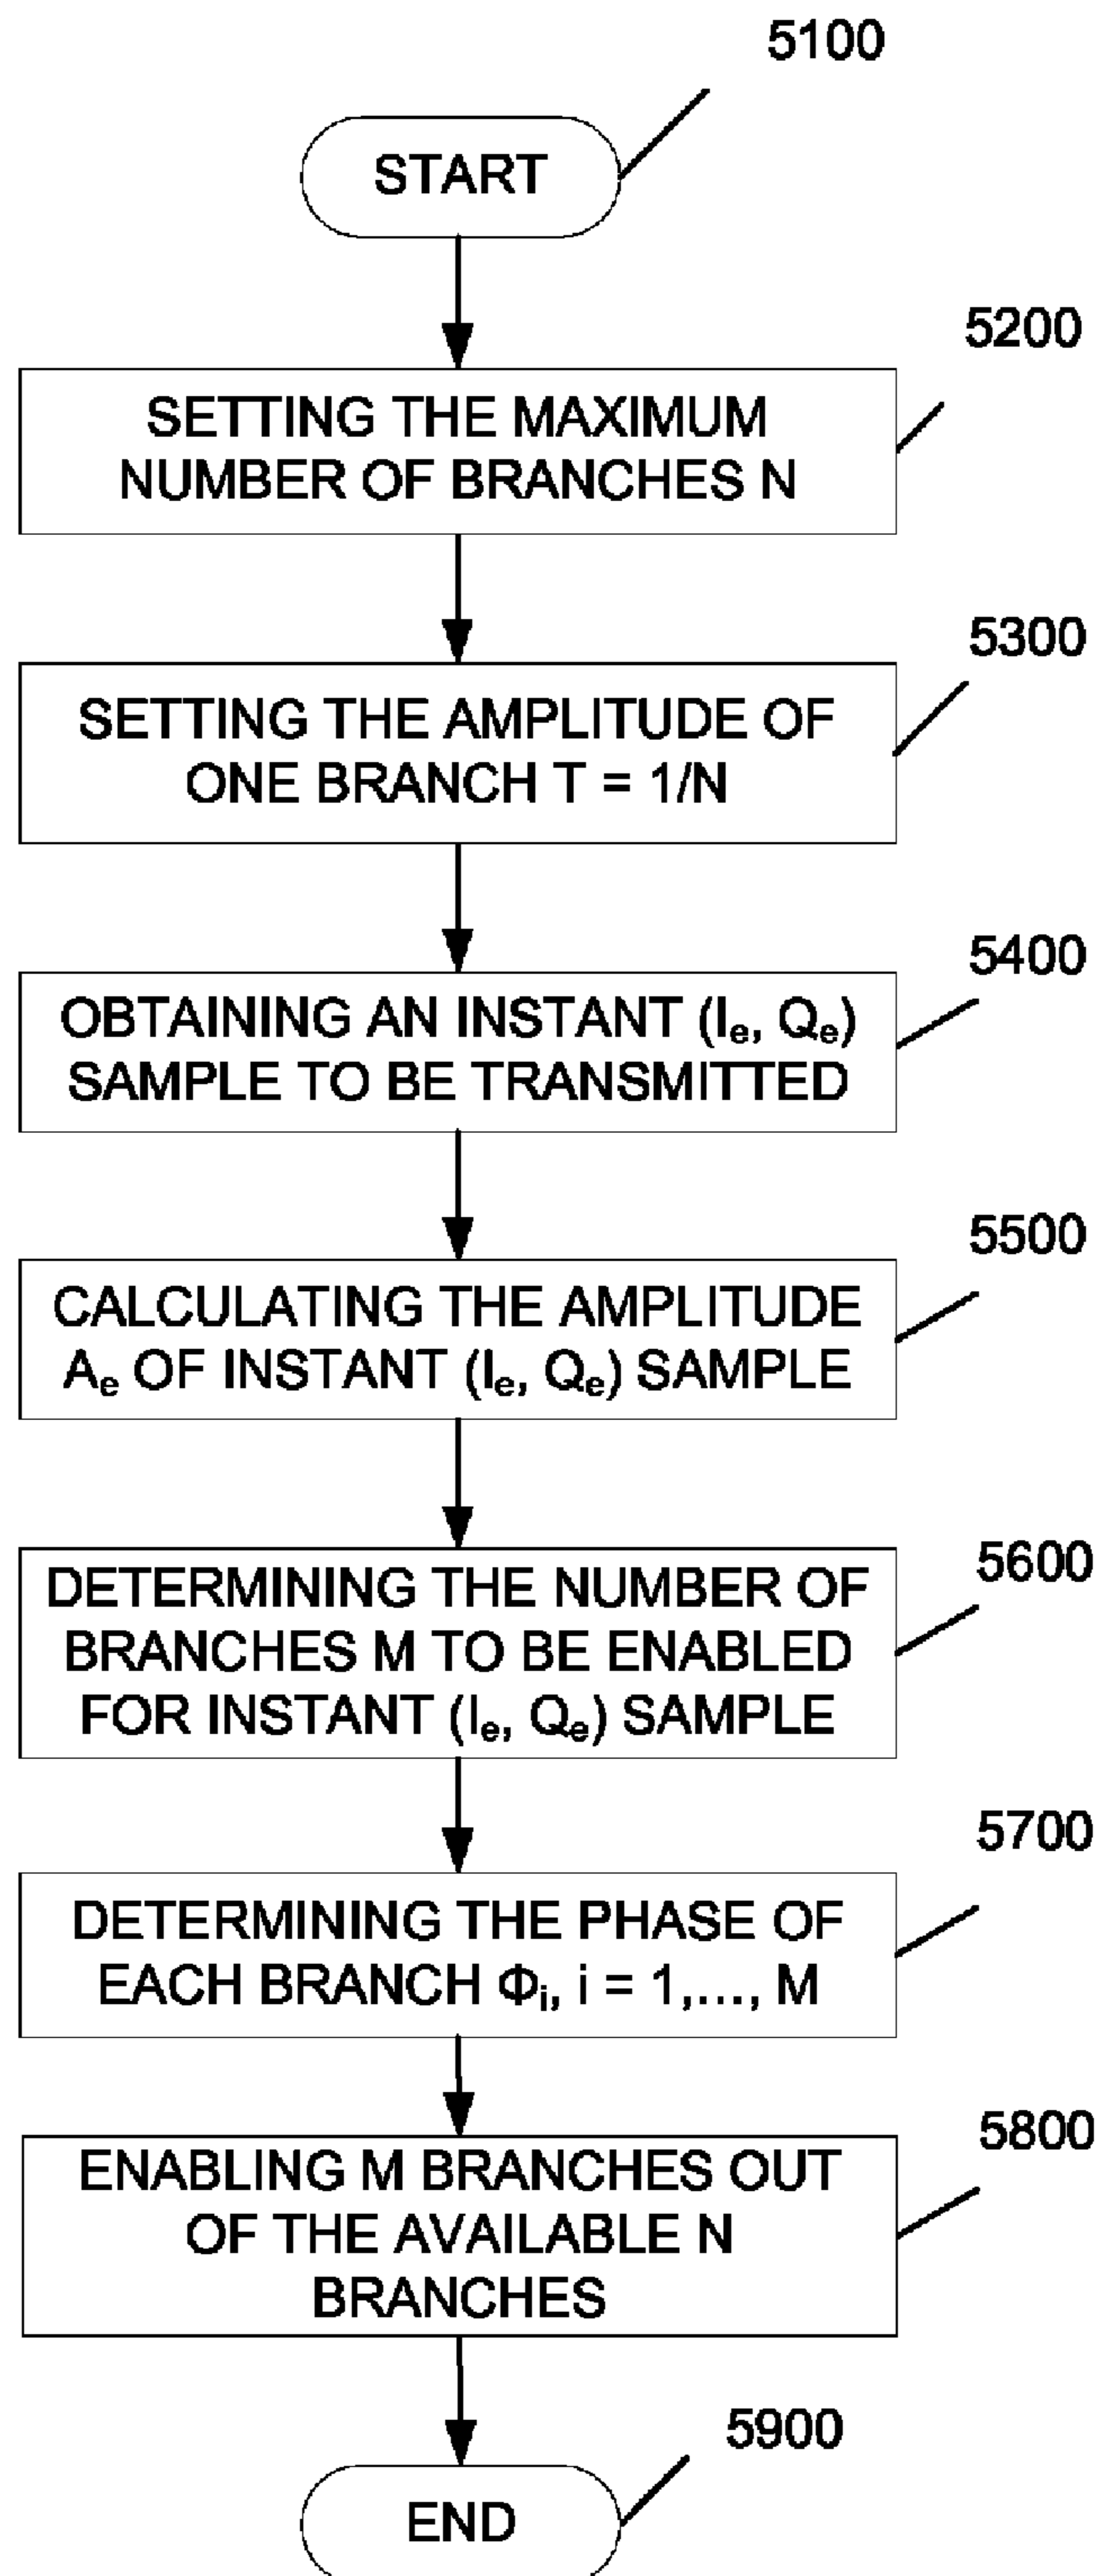 5100
START
5200
SETTING THE MAXIMUM
NUMBER OF BRANCHES N
5300
SETTING THE AMPLITUDE OF
ONE BRANCH T = 1/N
5400
OBTAINING AN INSTANT (Iₑ, Qₑ)
SAMPLE TO BE TRANSMITTED
5500
CALCULATING THE AMPLITUDE
Aₑ OF INSTANT (Iₑ, Qₑ) SAMPLE
5600
DETERMINING THE NUMBER OF
BRANCHES M TO BE ENABLED
FOR INSTANT (Iₑ, Qₑ) SAMPLE
5700
DETERMINING THE PHASE OF
EACH BRANCH Φᵢ, i = 1,..., M
5800
ENABLING M BRANCHES OUT
OF THE AVAILABLE N
BRANCHES
5900
END